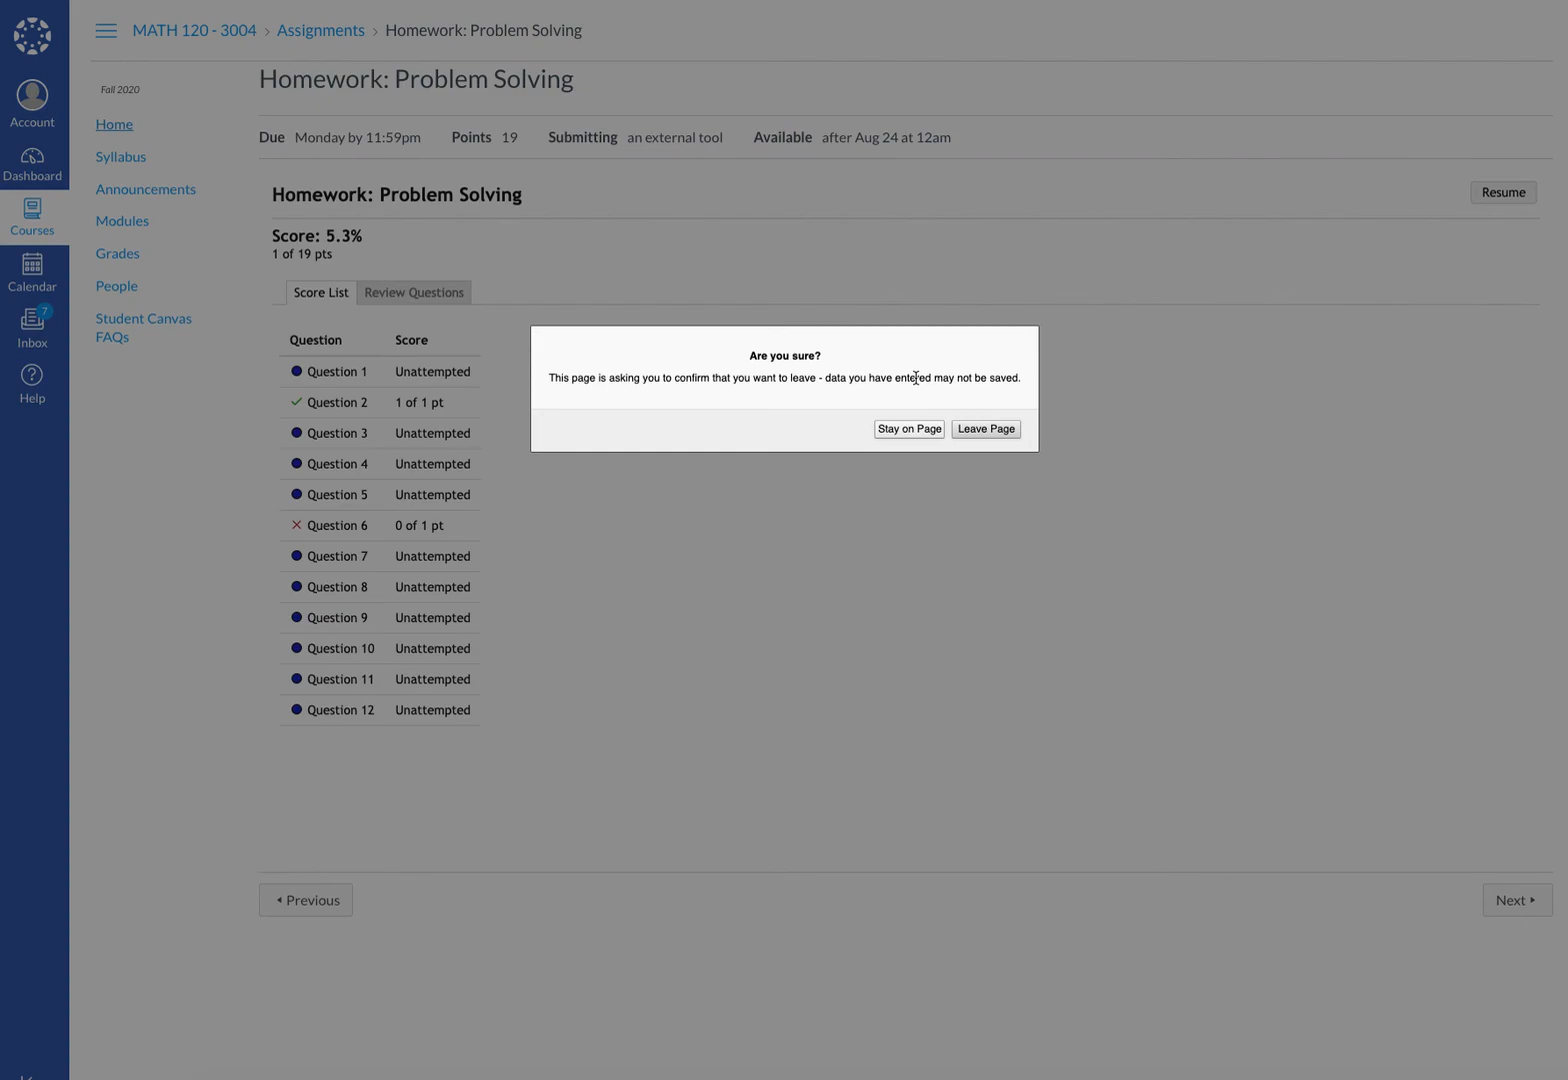 MATH 120 - 3004 › Assignments › Homework: Problem Solving
Account
Dashboard
Courses
Calendar
7
Inbox
Help
Fall 2020
Home
Syllabus
Announcements
Modules
Grades
People
Student Canvas
FAQs
Homework: Problem Solving
Due Monday by 11:59pm Points 19 Submitting an external tool Available after Aug 24 at 12am
Homework: Problem Solving
Resume
Score: 5.3%
1 of 19 pts
Score List Review Questions
Question Score
Question 1 Unattempted
Question 2 1 of 1 pt
Question 3 Unattempted
Question 4 Unattempted
Question 5 Unattempted
Question 6 0 of 1 pt
Question 7 Unattempted
Question 8 Unattempted
Question 9 Unattempted
Question 10 Unattempted
Question 11 Unattempted
Question 12 Unattempted
Are you sure?
This page is asking you to confirm that you want to leave - data you have entered may not be saved.
Stay on Page Leave Page
Previous Next